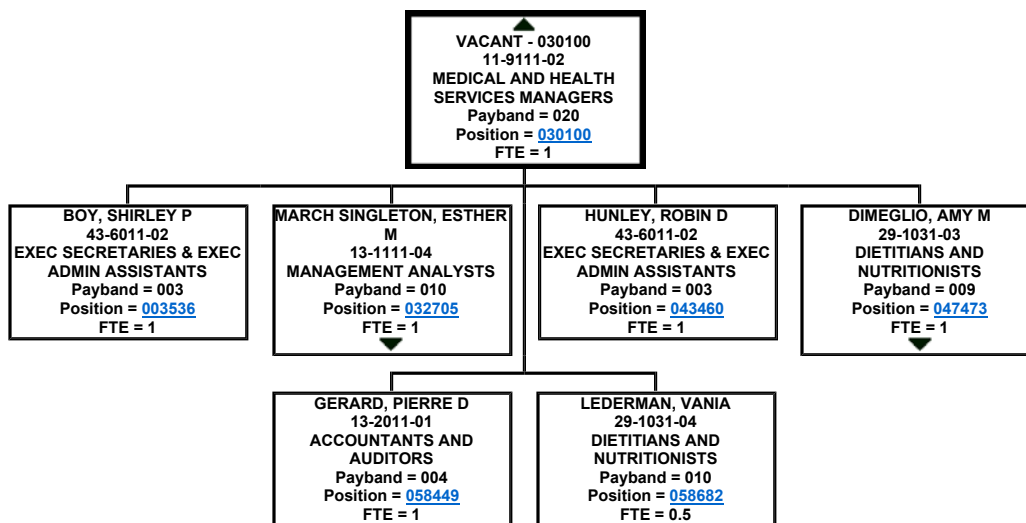 VACANT - 030100
11-9111-02
MEDICAL AND HEALTH
SERVICES MANAGERS
Payband = 020
Position = 030100
FTE = 1
BOY, SHIRLEY P
43-6011-02
EXEC SECRETARIES & EXEC
ADMIN ASSISTANTS
Payband = 003
Position = 003536
FTE = 1
MARCH SINGLETON, ESTHER
M
13-1111-04
MANAGEMENT ANALYSTS
Payband = 010
Position = 032705
FTE = 1
HUNLEY, ROBIN D
43-6011-02
EXEC SECRETARIES & EXEC
ADMIN ASSISTANTS
Payband = 003
Position = 043460
FTE = 1
DIMEGLIO, AMY M
29-1031-03
DIETITIANS AND
NUTRITIONISTS
Payband = 009
Position = 047473
FTE = 1
GERARD, PIERRE D
13-2011-01
ACCOUNTANTS AND
AUDITORS
Payband = 004
Position = 058449
FTE = 1
LEDERMAN, VANIA
29-1031-04
DIETITIANS AND
NUTRITIONISTS
Payband = 010
Position = 058682
FTE = 0.5